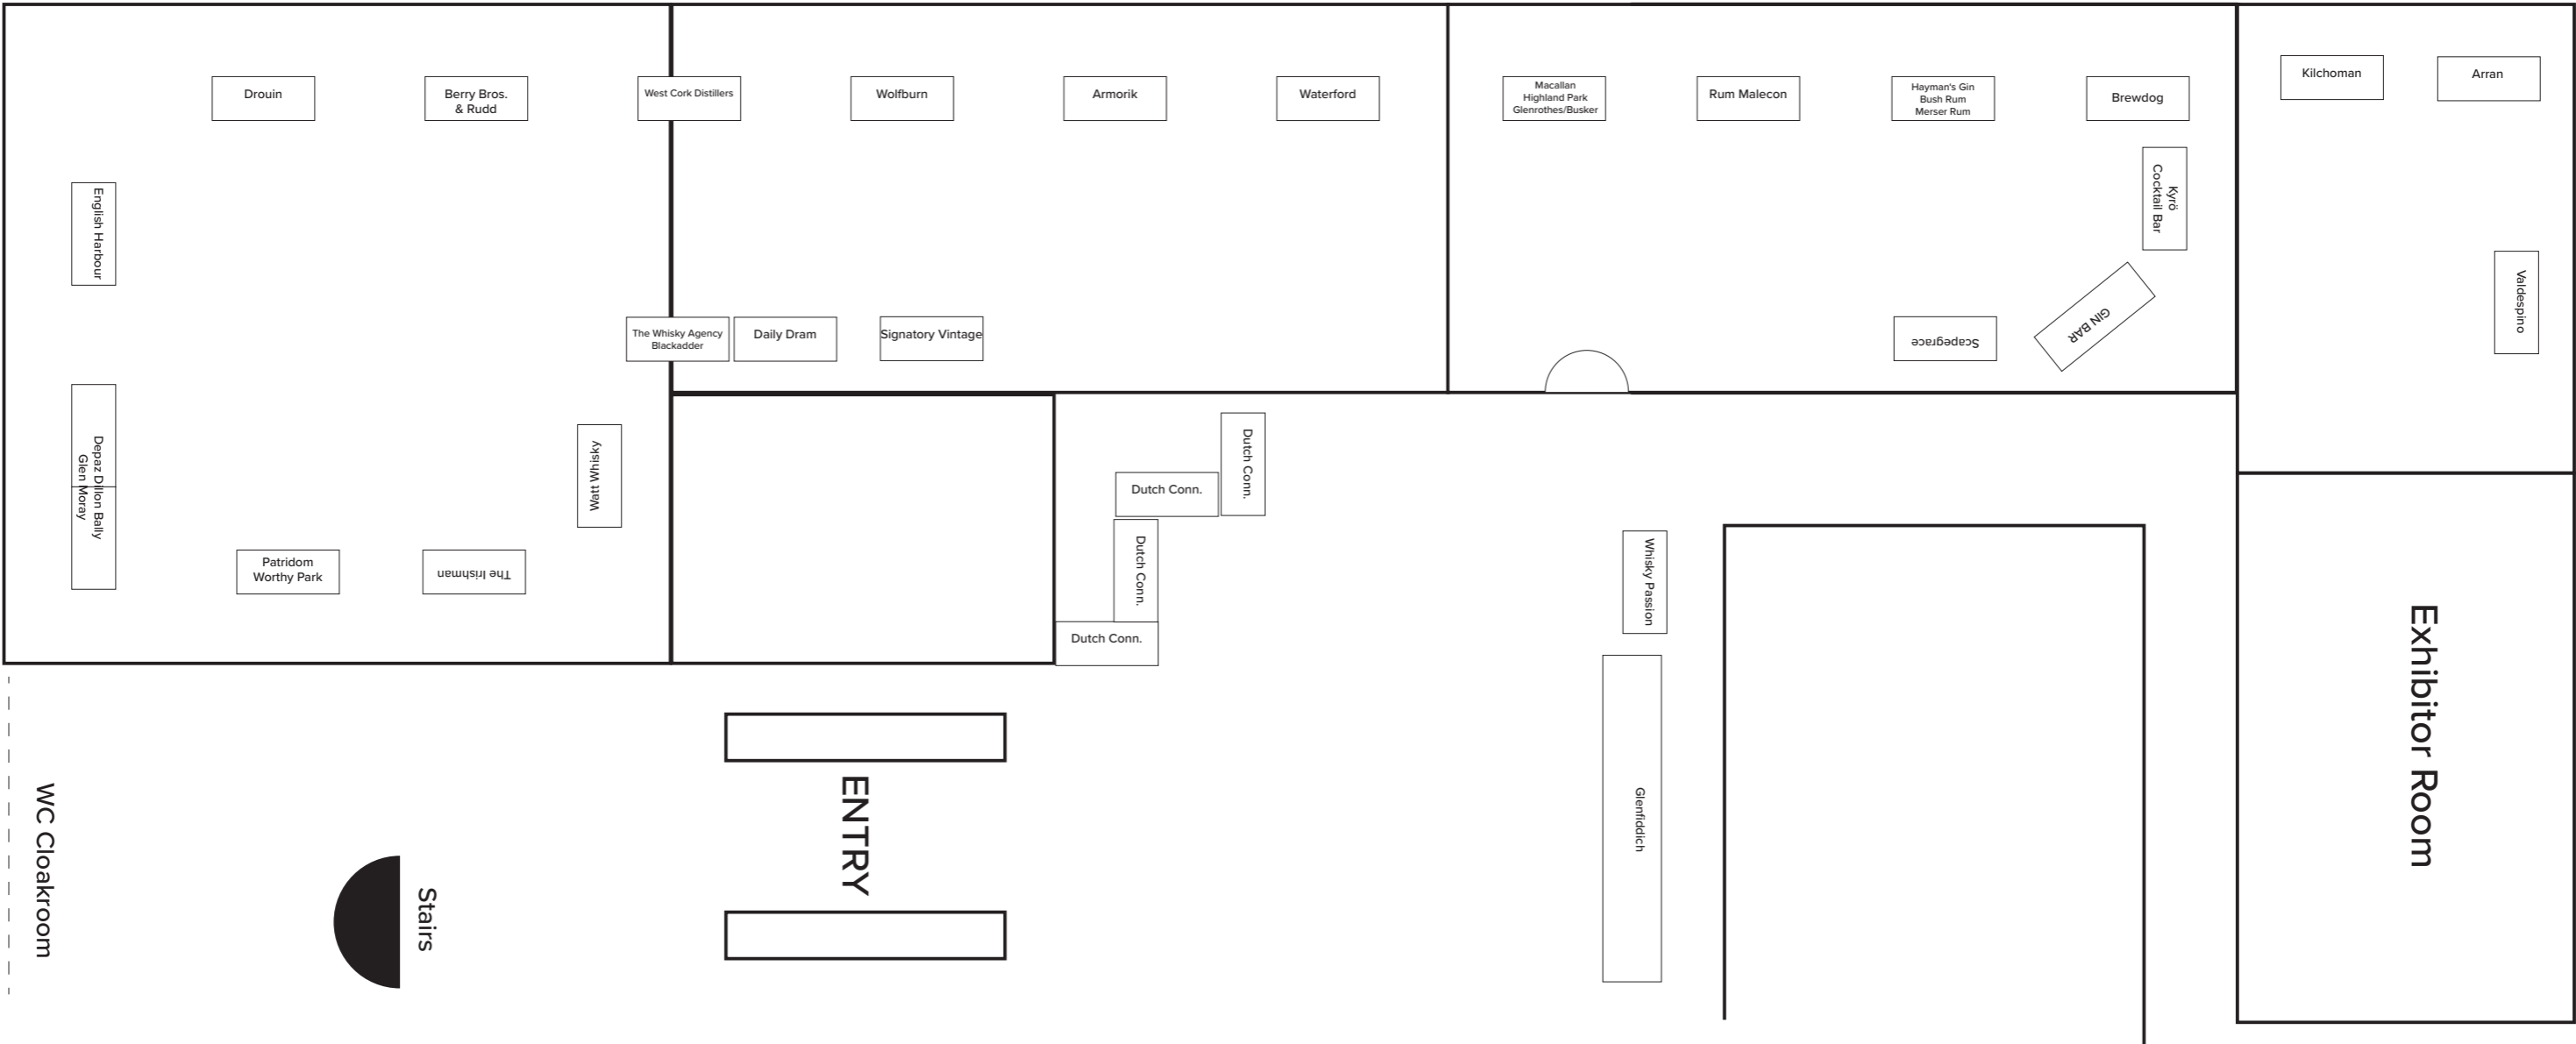 Drouin
Berry Bros.
& Rudd
West Cork Distillers
Wolfburn
Armorik
Waterford
Macallan
Highland Park
Glenrothes/Busker
Rum Malecon
Hayman's Gin
Bush Rum
Merser Rum
Brewdog
Kilchoman
Arran
English Harbour
Kyrö
Cocktail Bar
Valdespino
The Whisky Agency
Blackadder
Daily Dram
Signatory Vintage
Scapegrace
GIN BAR
Depaz Dillon Bally
Glen Moray
Watt Whisky
Dutch Conn.
Dutch Conn.
Dutch Conn.
Dutch Conn.
Patridom
Worthy Park
The Irishman
Whisky Passion
Glenfiddich
Exhibitor Room
ENTRY
WC Cloakroom
Stairs